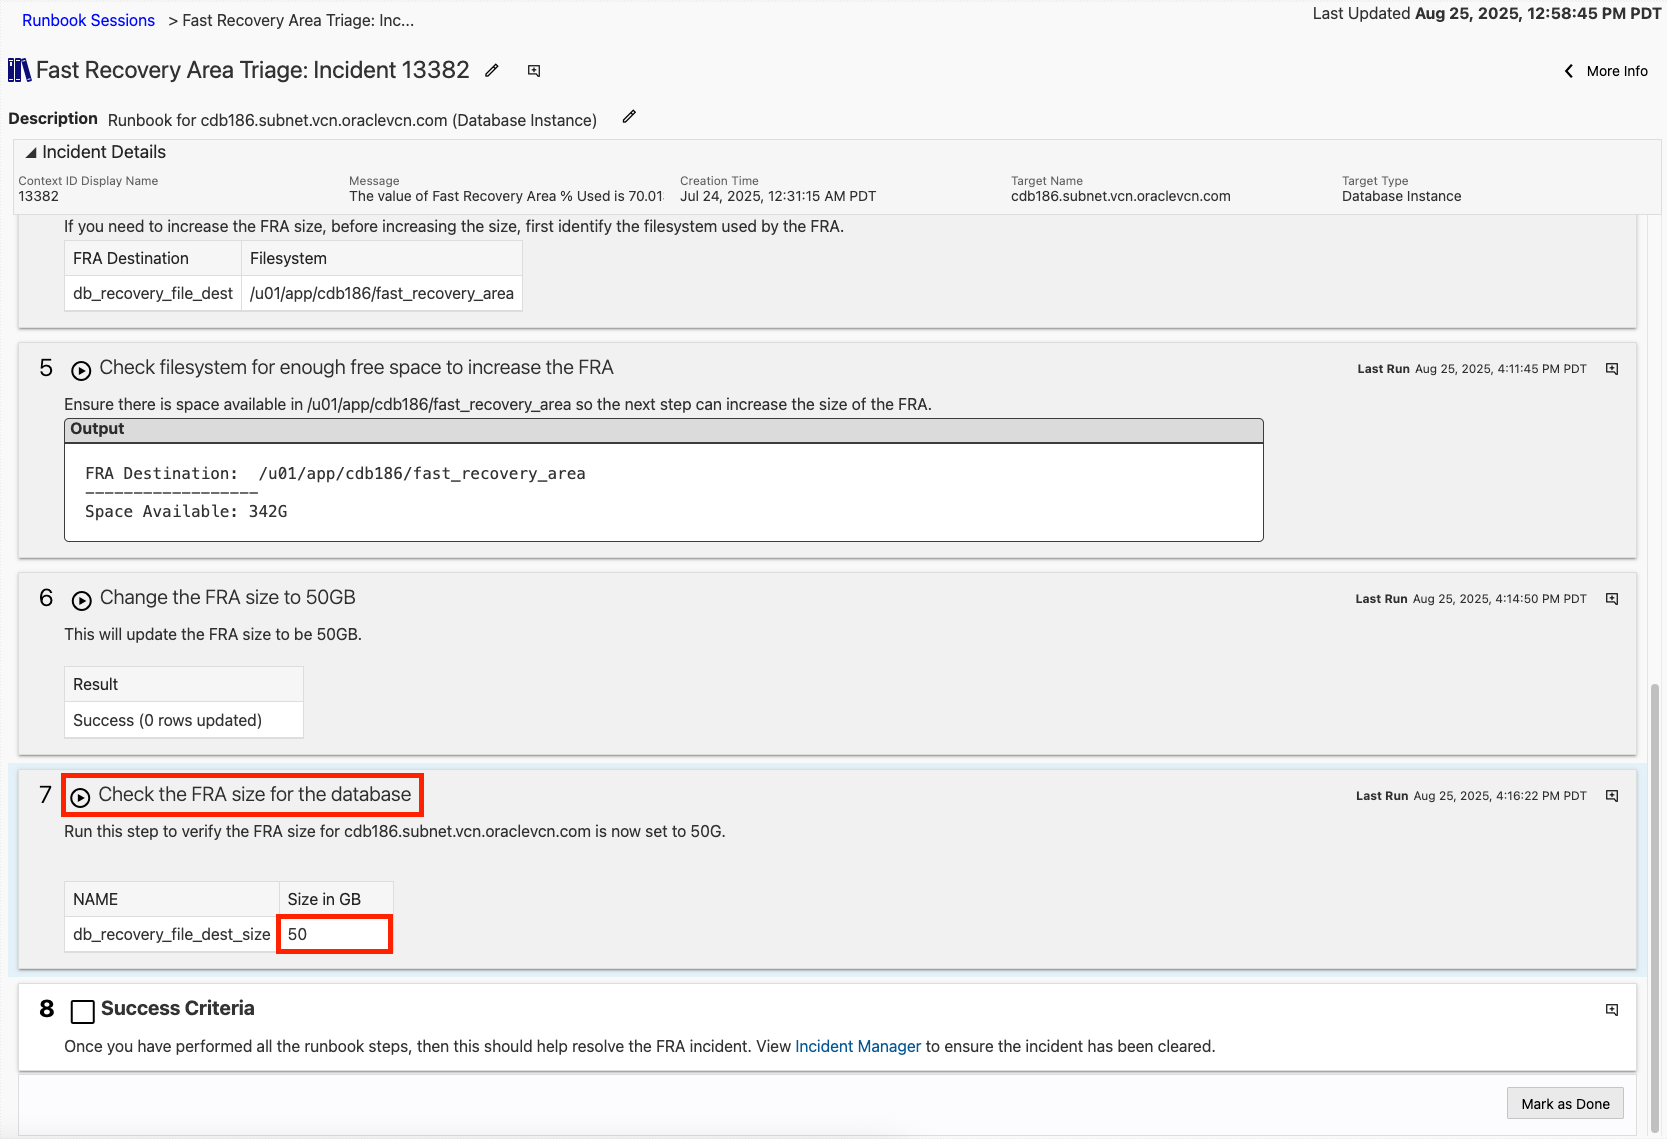 Runbook Sessions > Fast Recovery Area Triage: Inc...
Last Updated Aug 25, 2025, 12:58:45 PM PDT
Fast Recovery Area Triage: Incident 13382
More Info
Description Runbook for cdb186.subnet.vcn.oraclevcn.com (Database Instance)
Incident Details
Context ID Display Name Message Creation Time Target Name Target Type
13382 The value of Fast Recovery Area % Used is 70.01 Jul 24, 2025, 12:31:15 AM PDT cdb186.subnet.vcn.oraclevcn.com Database Instance
If you need to increase the FRA size, before increasing the size, first identify the filesystem used by the FRA.
FRA Destination Filesystem
db_recovery_file_dest /u01/app/cdb186/fast_recovery_area
5 Check filesystem for enough free space to increase the FRA Last Run Aug 25, 2025, 4:11:45 PM PDT
Ensure there is space available in /u01/app/cdb186/fast_recovery_area so the next step can increase the size of the FRA.
Output
FRA Destination: /u01/app/cdb186/fast_recovery_area
------------------
Space Available: 342G
6 Change the FRA size to 50GB Last Run Aug 25, 2025, 4:14:50 PM PDT
This will update the FRA size to be 50GB.
Result
Success (0 rows updated)
7 Check the FRA size for the database Last Run Aug 25, 2025, 4:16:22 PM PDT
Run this step to verify the FRA size for cdb186.subnet.vcn.oraclevcn.com is now set to 50G.
NAME Size in GB
db_recovery_file_dest_size 50
8 Success Criteria
Once you have performed all the runbook steps, then this should help resolve the FRA incident. View Incident Manager to ensure the incident has been cleared.
Mark as Done